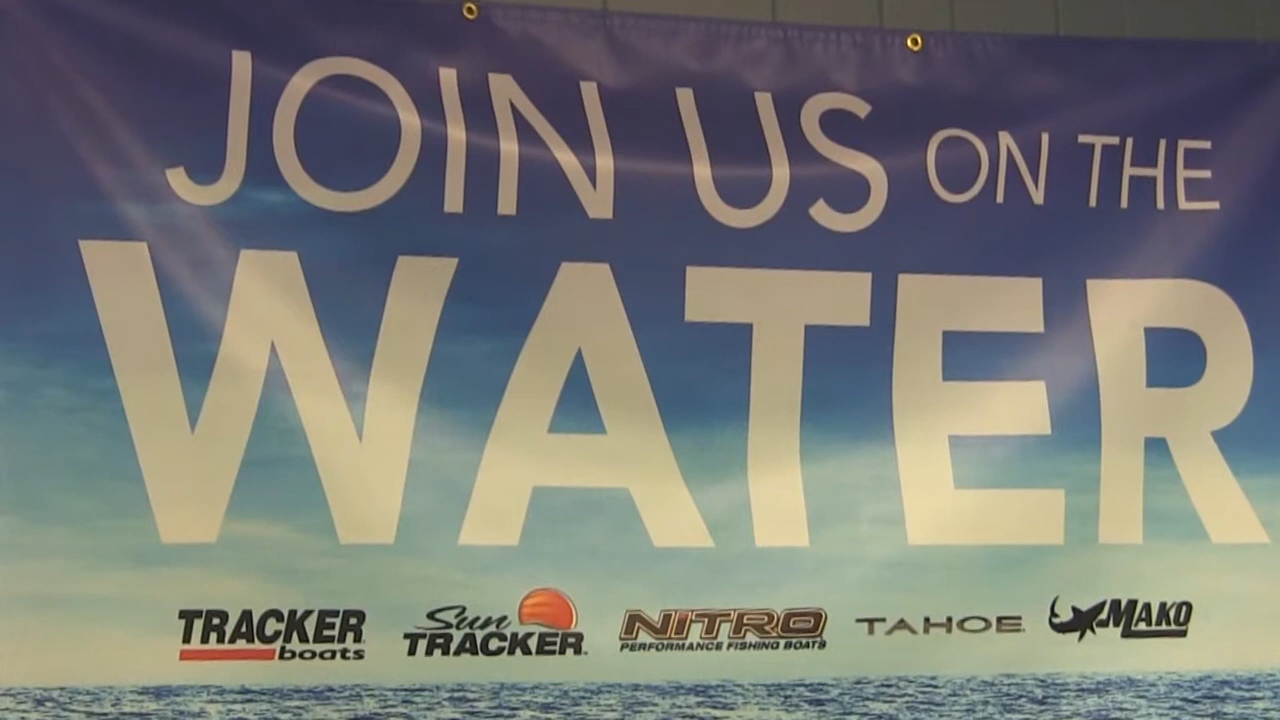 JOIN US ON THE
WATER
TRACKER boats
Sun TRACKER
NITRO PERFORMANCE FISHING BOATS
TAHOE
MAKO